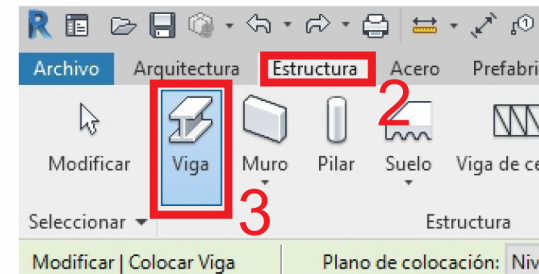 R
Archivo Arquitectura Estructura Acero Prefabri
2
Modificar Viga Muro Pilar Suelo Viga de ce
3
Seleccionar Estructura
Modificar | Colocar Viga Plano de colocación: Niv